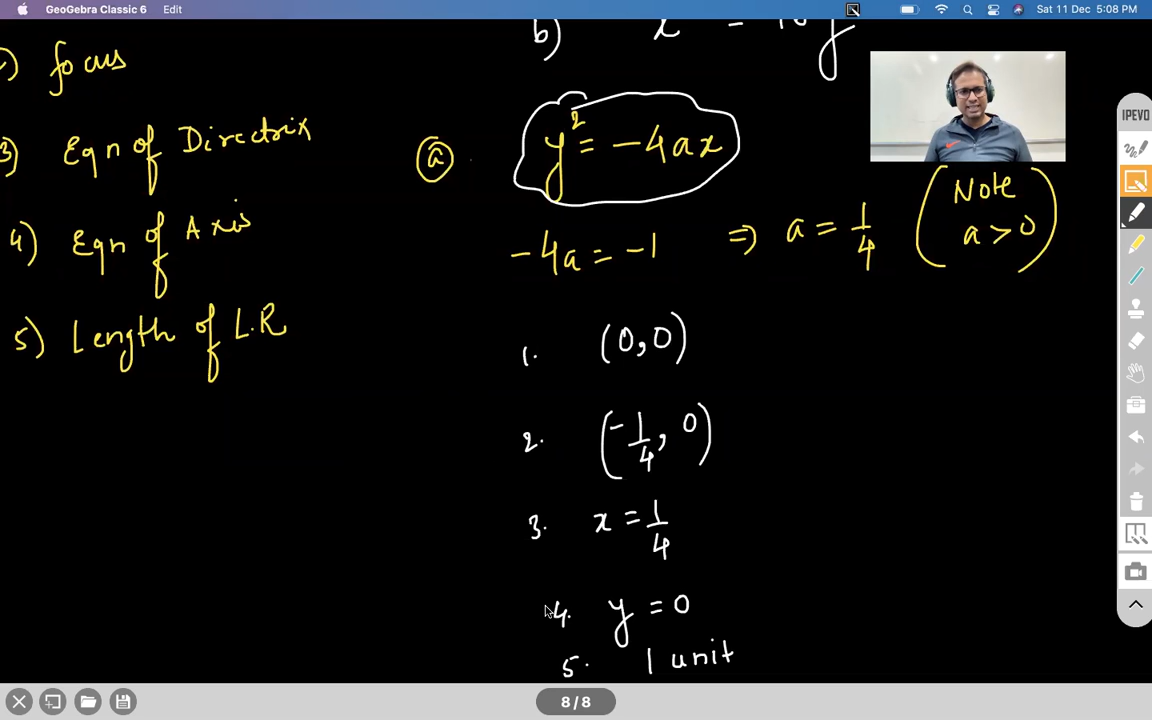 GeoGebra Classic 6 Edit Sat 11 Dec 5:08 PM
b)
) focus
3) Eqn of Directrix
4) Eqn of Axis
5) Length of L.R
(a) y² = -4ax
IPEVO
-4a = -1 ⇒ a = 1/4 (Note a > 0)
1. (0,0)
2. (-1/4, 0)
3. x = 1/4
4. y = 0
5. 1 unit
8/8